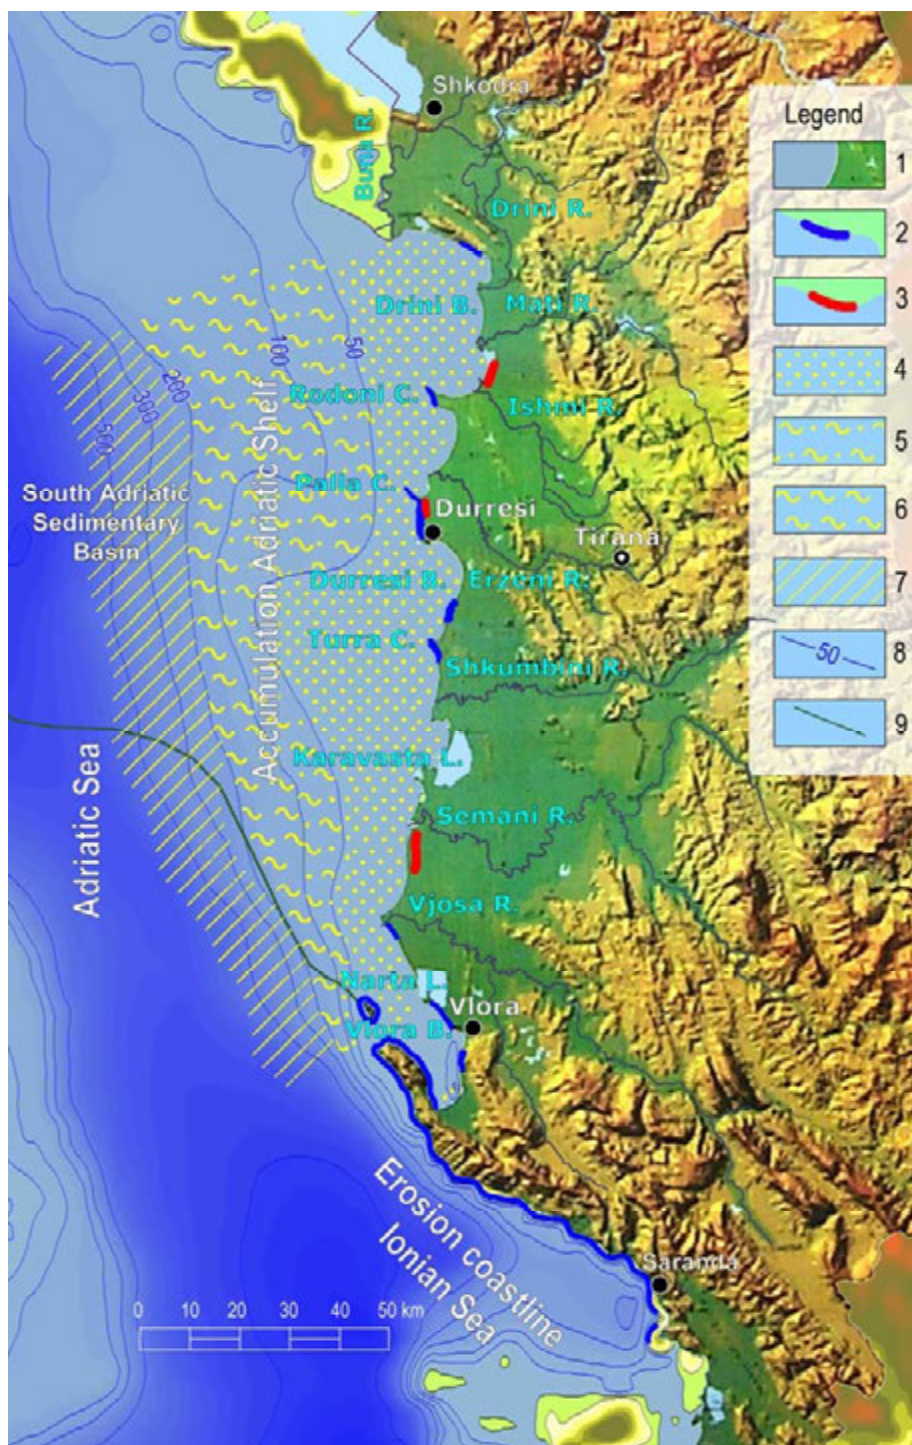 Shkodra
Legend
Buna R.
1
Drini R.
2
Drini B.
Mati R.
3
50
100
200
300
500
4
Rodoni C.
Ishmi R.
5
Accumulation Adriatic Shelf
Palla C.
South Adriatic
Sedimentary
Basin
Durresi
6
Tirana
Durresi B.
Erzeni R.
7
Turra C.
Shkumbini R.
50
8
9
Karavasta L.
Adriatic Sea
Semani R.
Vjosa R.
Narta L.
Vlora
Vlora B.
Erosion coastline
Ionian Sea
Saranda
0 10 20 30 40 50 km